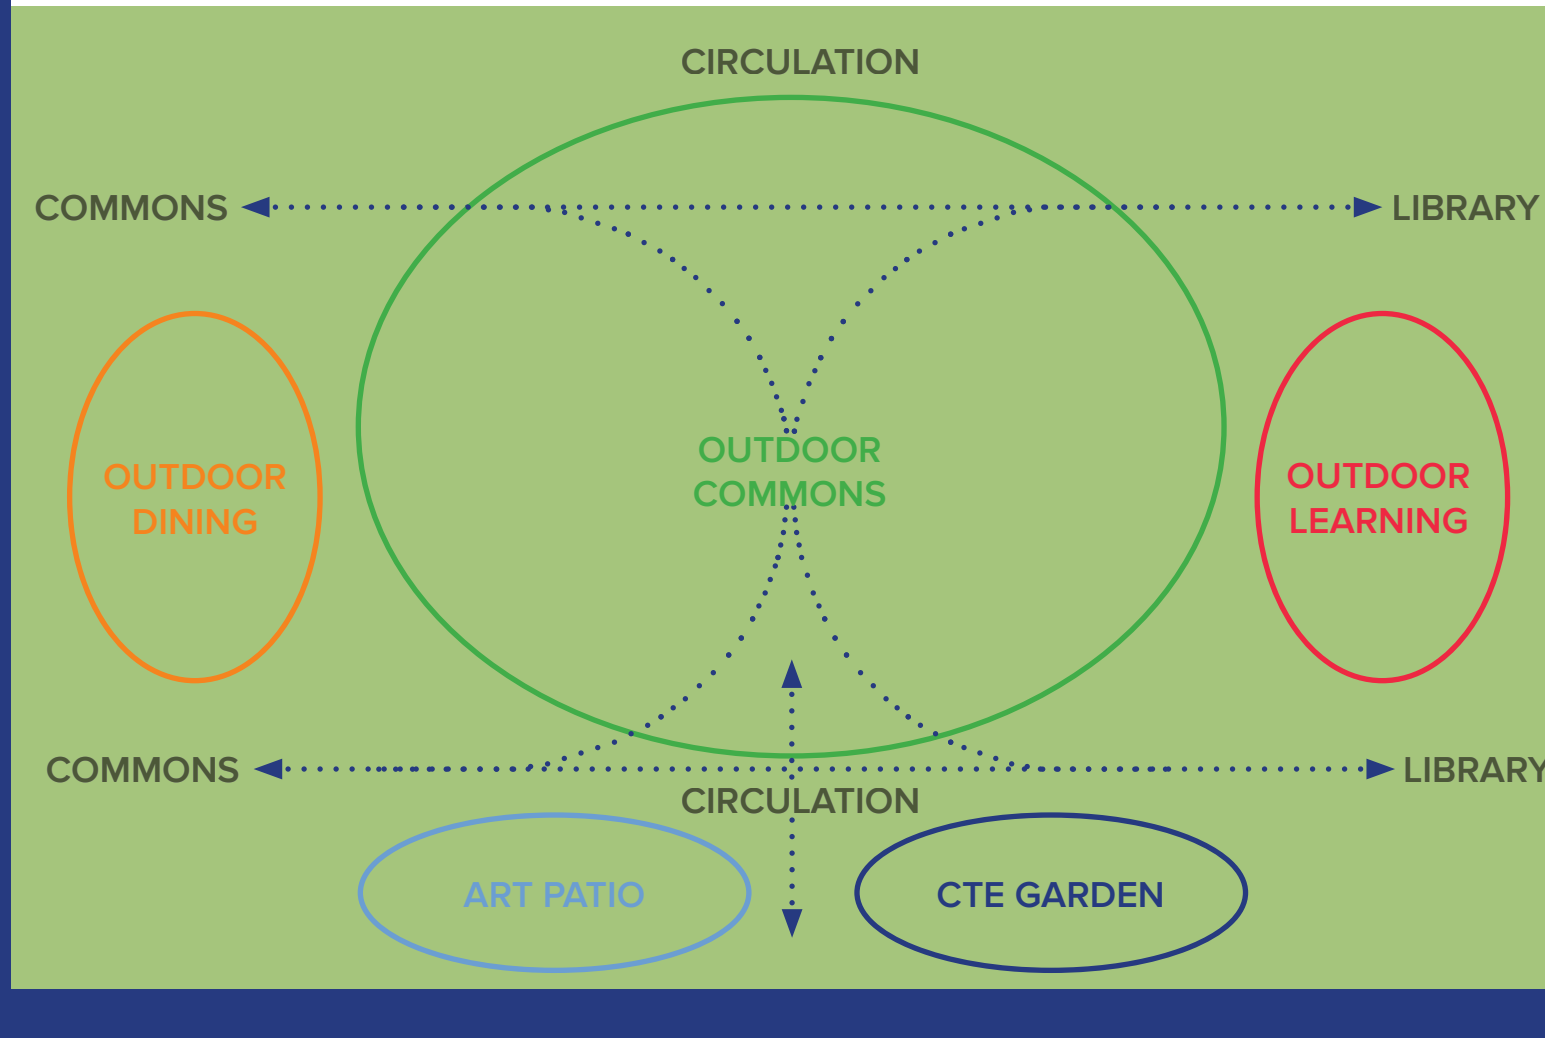 CIRCULATION
COMMONS
LIBRARY
OUTDOOR
COMMONS
OUTDOOR
DINING
OUTDOOR
LEARNING
COMMONS
LIBRARY
CIRCULATION
ART PATIO
CTE GARDEN